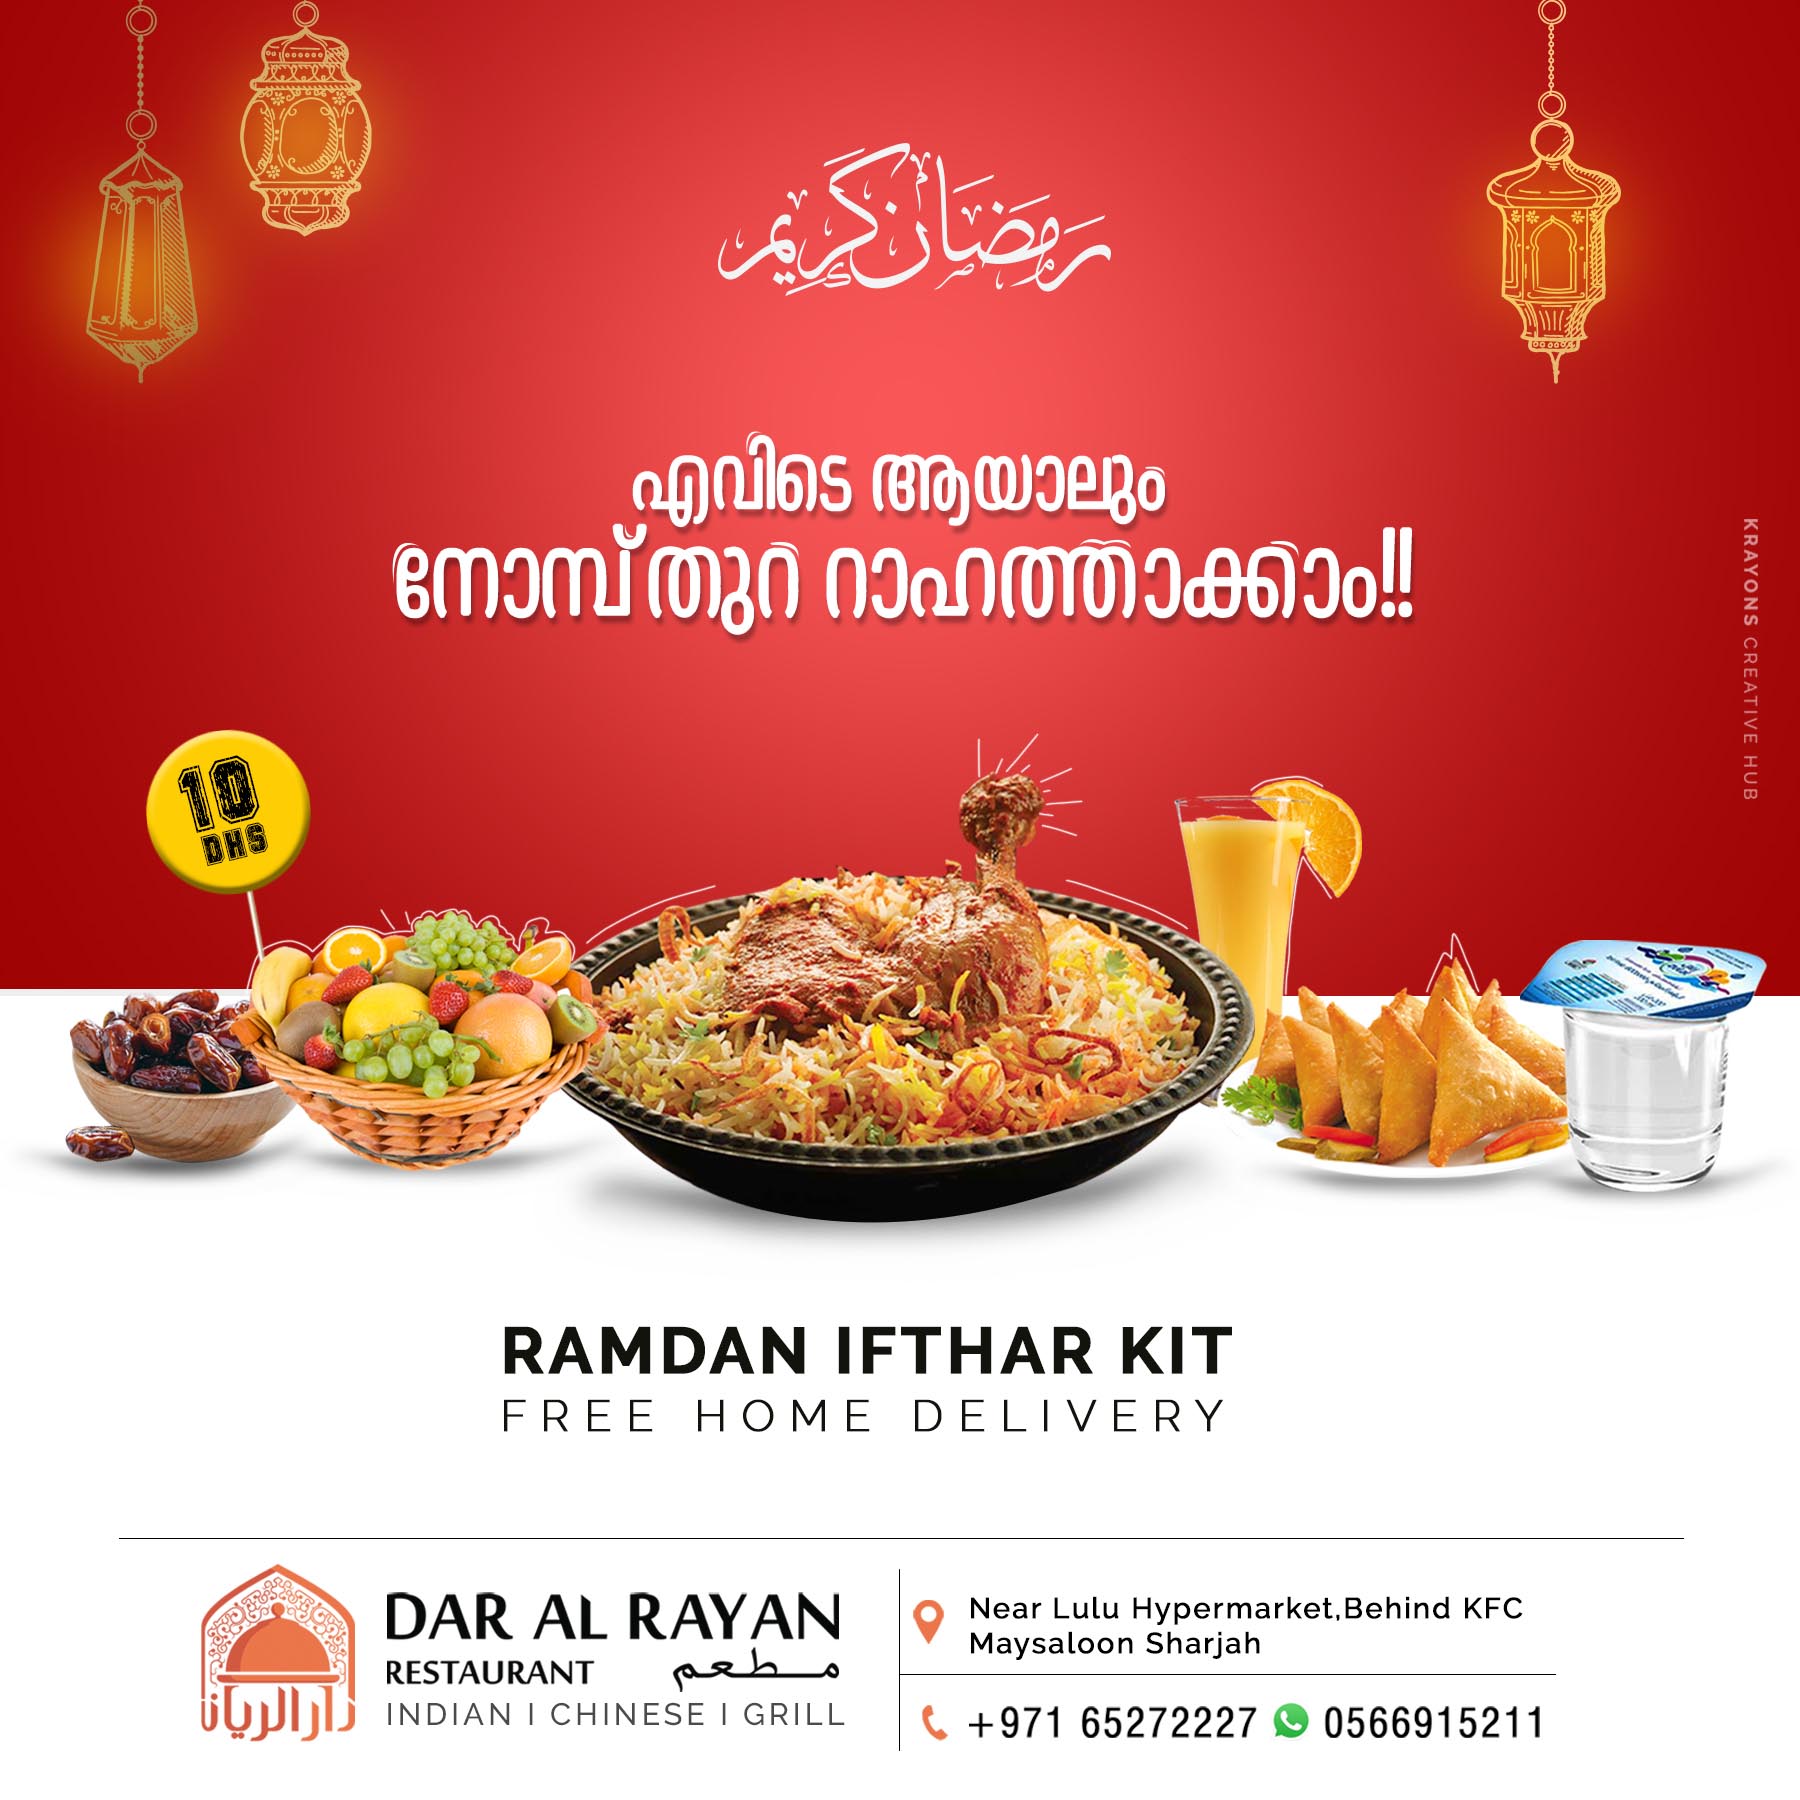 رمضان كريم
എവിടെ ആയാലും
നോമ്പ് തുറ റാഹത്താക്കാം!!
KRAYONS CREATIVE HUB
10
DHS
RAMDAN IFTHAR KIT
FREE HOME DELIVERY
دار الريان
DAR AL RAYAN
RESTAURANT مطعم
INDIAN I CHINESE I GRILL
Near Lulu Hypermarket,Behind KFC
Maysaloon Sharjah
+971 65272227 0566915211